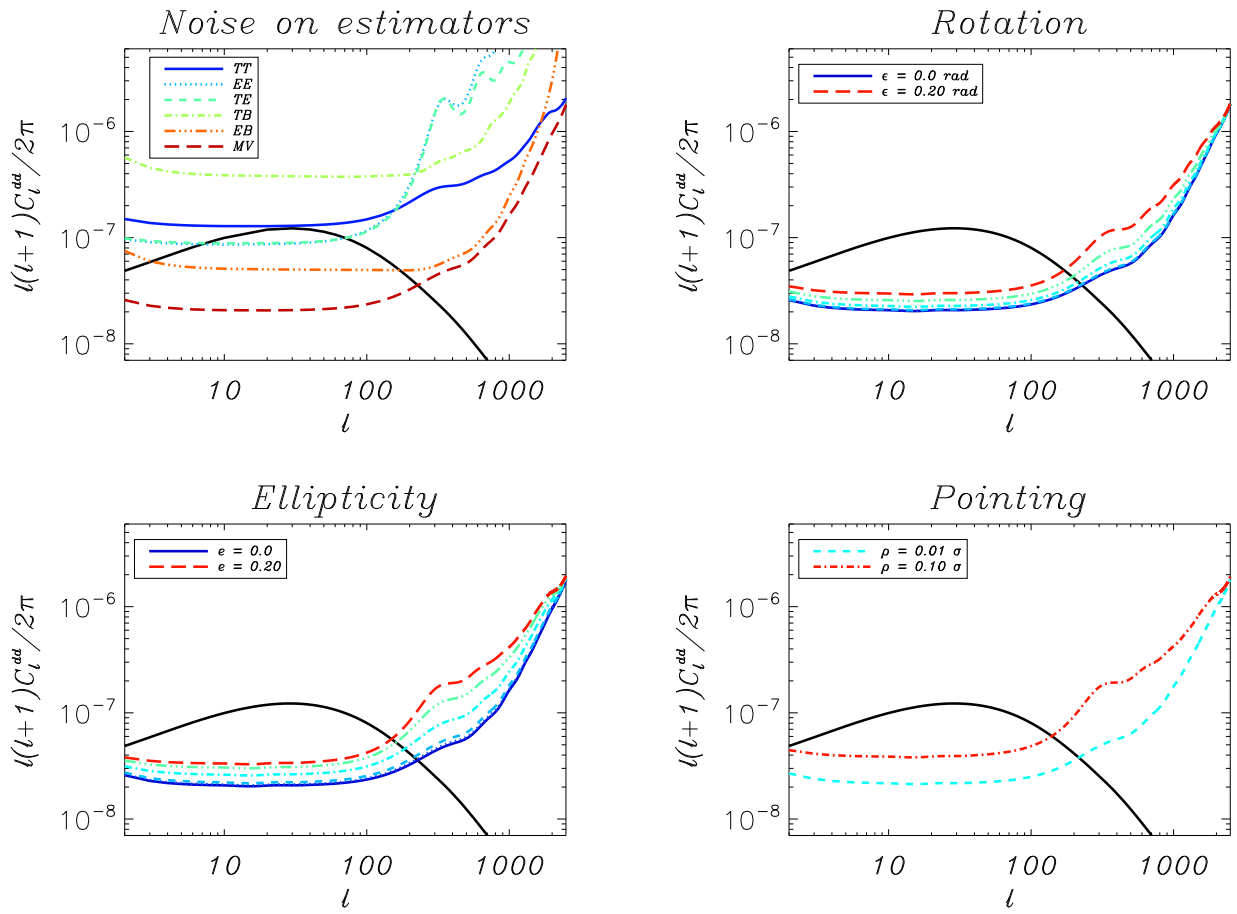 Noise on estimators
l(l+1)C_l^dd/2π
TT
EE
TE
TB
EB
MV
10^-6
10^-7
10^-8
10 100 1000
l
Rotation
l(l+1)C_l^dd/2π
ϵ = 0.0 rad
ϵ = 0.20 rad
10^-6
10^-7
10^-8
10 100 1000
l
Ellipticity
l(l+1)C_l^dd/2π
e = 0.0
e = 0.20
10^-6
10^-7
10^-8
10 100 1000
l
Pointing
l(l+1)C_l^dd/2π
ρ = 0.01 σ
ρ = 0.10 σ
10^-6
10^-7
10^-8
10 100 1000
l